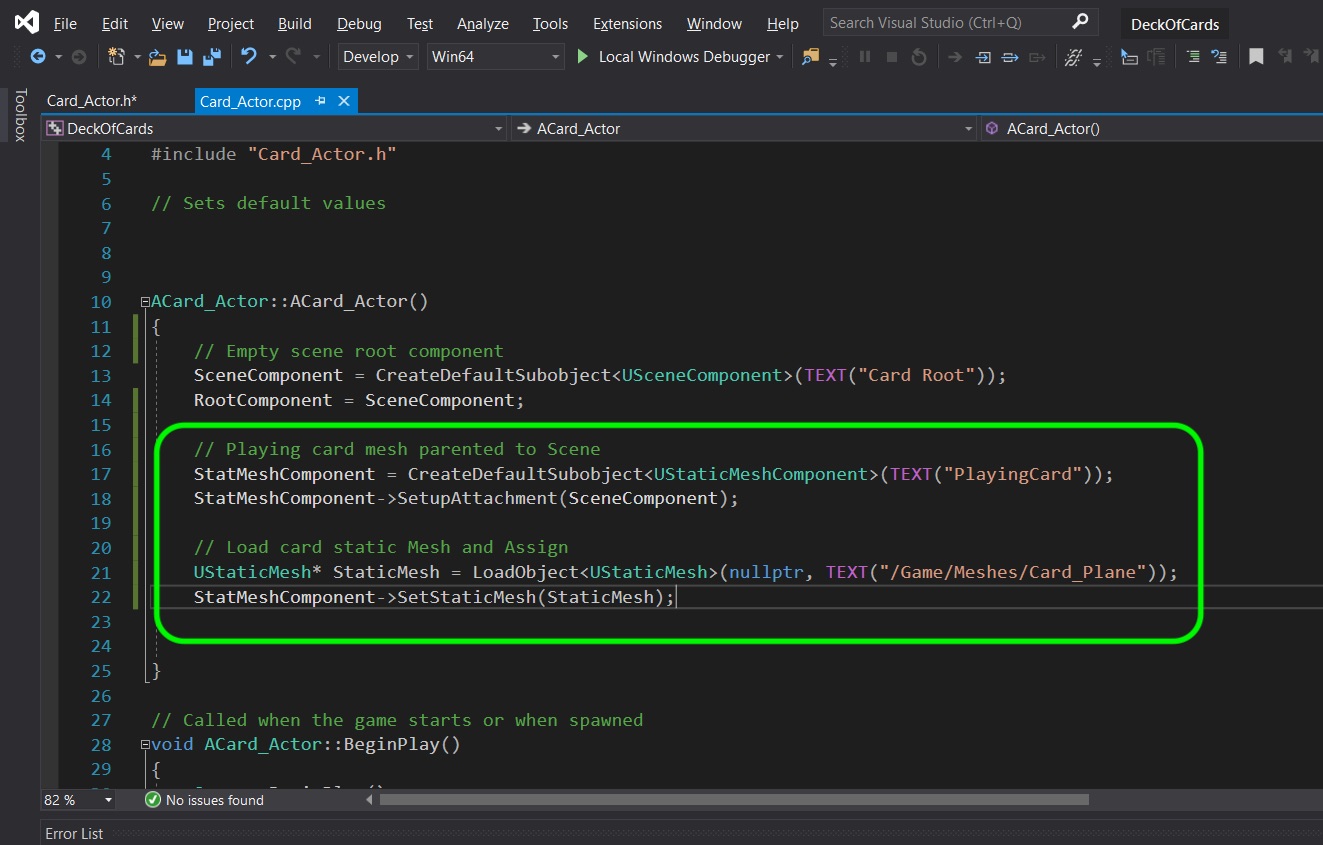 File Edit View Project Build Debug Test Analyze Tools Extensions Window Help Search Visual Studio (Ctrl+Q) DeckOfCards
Develop Win64 Local Windows Debugger
Toolbox
Card_Actor.h* Card_Actor.cpp
DeckOfCards ACard_Actor ACard_Actor()
4 #include "Card_Actor.h"
5
6 // Sets default values
7
8
9
10 ACard_Actor::ACard_Actor()
11 {
12 // Empty scene root component
13 SceneComponent = CreateDefaultSubobject<USceneComponent>(TEXT("Card Root"));
14 RootComponent = SceneComponent;
15
16 // Playing card mesh parented to Scene
17 StatMeshComponent = CreateDefaultSubobject<UStaticMeshComponent>(TEXT("PlayingCard"));
18 StatMeshComponent->SetupAttachment(SceneComponent);
19
20 // Load card static Mesh and Assign
21 UStaticMesh* StaticMesh = LoadObject<UStaticMesh>(nullptr, TEXT("/Game/Meshes/Card_Plane"));
22 StatMeshComponent->SetStaticMesh(StaticMesh);
23
24
25 }
26
27 // Called when the game starts or when spawned
28 void ACard_Actor::BeginPlay()
29 {
82 % No issues found
Error List